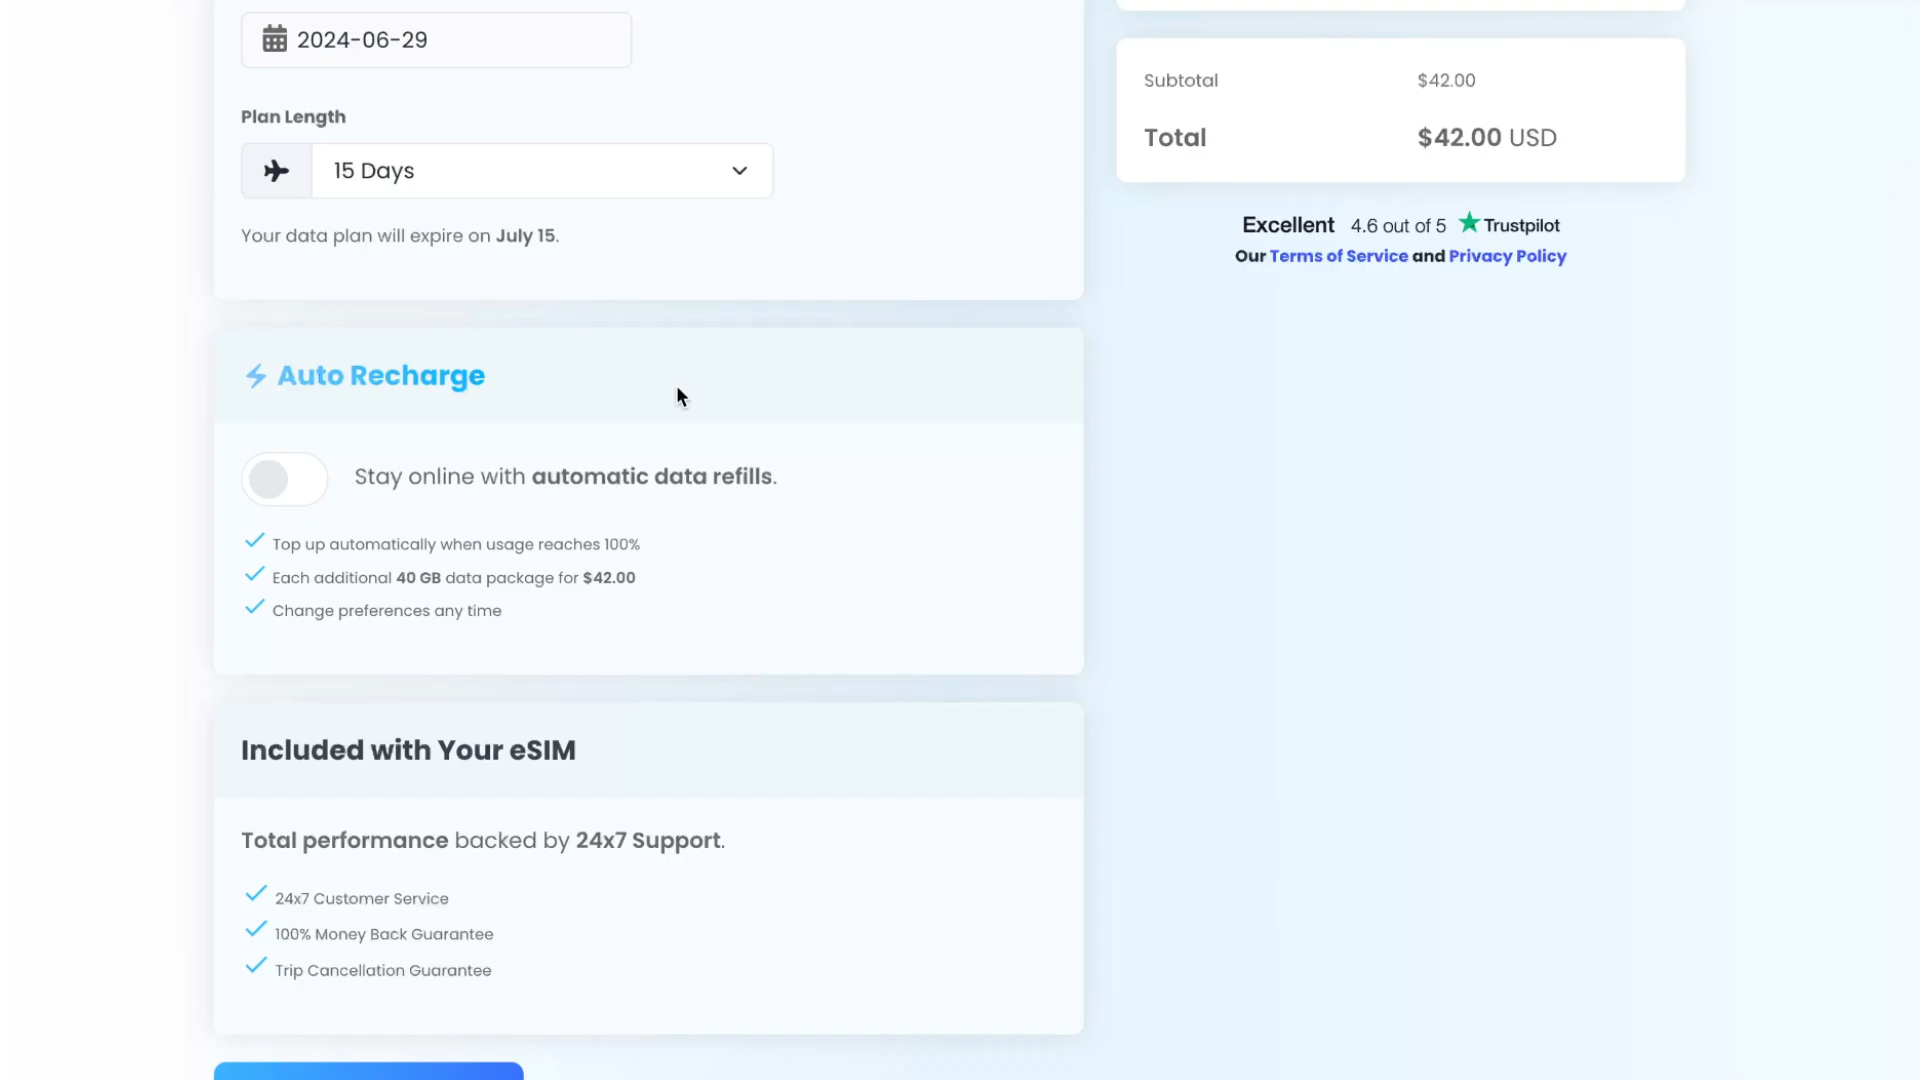 2024-06-29
Plan Length
15 Days
Your data plan will expire on July 15.
Auto Recharge
Stay online with automatic data refills.
Top up automatically when usage reaches 100%
Each additional 40 GB data package for $42.00
Change preferences any time
Included with Your eSIM
Total performance backed by 24x7 Support.
24x7 Customer Service
100% Money Back Guarantee
Trip Cancellation Guarantee
Subtotal $42.00
Total $42.00 USD
Excellent 4.6 out of 5 Trustpilot
Our Terms of Service and Privacy Policy